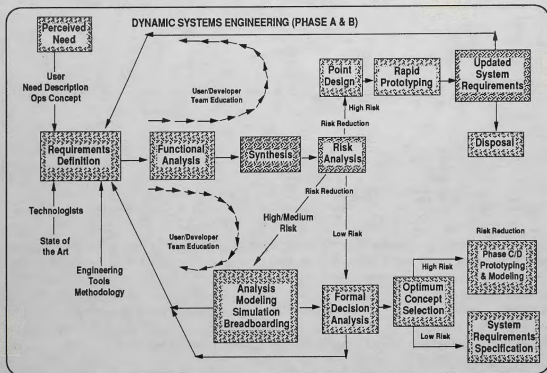 DYNAMIC SYSTEMS ENGINEERING (PHASE A & B)
Perceived
Need
User
Need Description
Ops Concept
User/Developer
Team Education
Point
Design
Rapid
Prototyping
Updated
System
Requirements
High Risk
Risk Reduction
Requirements
Definition
Functional
Analysis
Synthesis
Risk
Analysis
Disposal
Risk Reduction
Technologists
State of
the Art
User/Developer
Team Education
High/Medium
Risk
Low Risk
Engineering
Tools
Methodology
Analysis
Modeling
Simulation
Breadboarding
Formal
Decision
Analysis
Optimum
Concept
Selection
High Risk
Risk Reduction
Phase C/D
Prototyping
& Modeling
Low Risk
System
Requirements
Specification